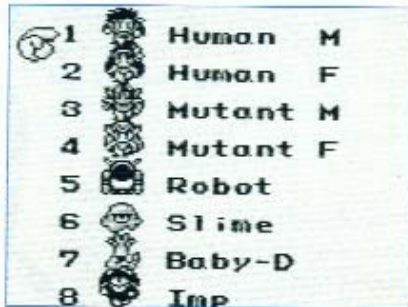 1 Human M
2 Human F
3 Mutant M
4 Mutant F
5 Robot
6 Slime
7 Baby-D
8 Imp